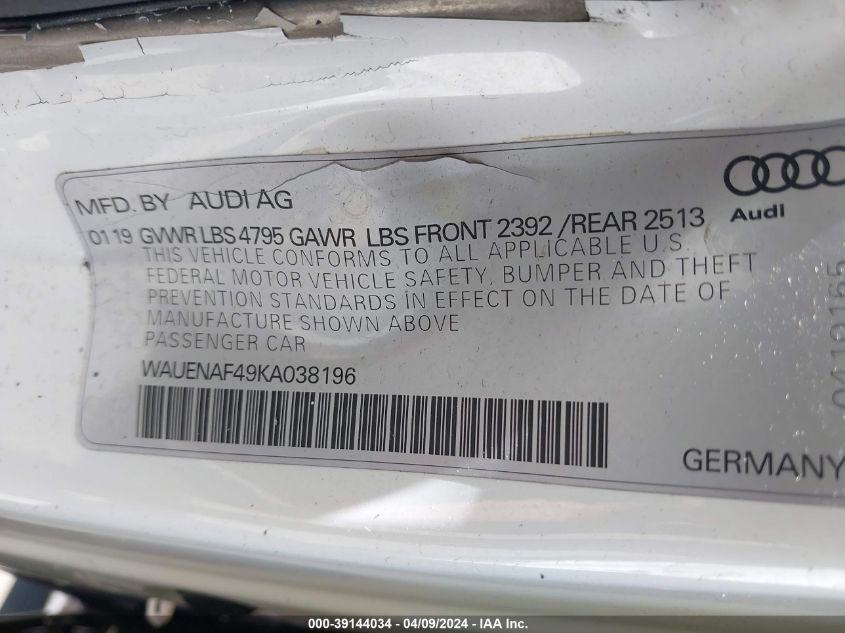 MFD. BY AUDI AG
Audi
01 19 GVWR LBS 4795 GAWR LBS FRONT 2392 /REAR 2513
THIS VEHICLE CONFORMS TO ALL APPLICABLE U.S.
FEDERAL MOTOR VEHICLE SAFETY, BUMPER AND THEFT
PREVENTION STANDARDS IN EFFECT ON THE DATE OF
MANUFACTURE SHOWN ABOVE
PASSENGER CAR
WAUENAF49KA038196
GERMANY
000-39144034 - 04/09/2024 - IAA Inc.